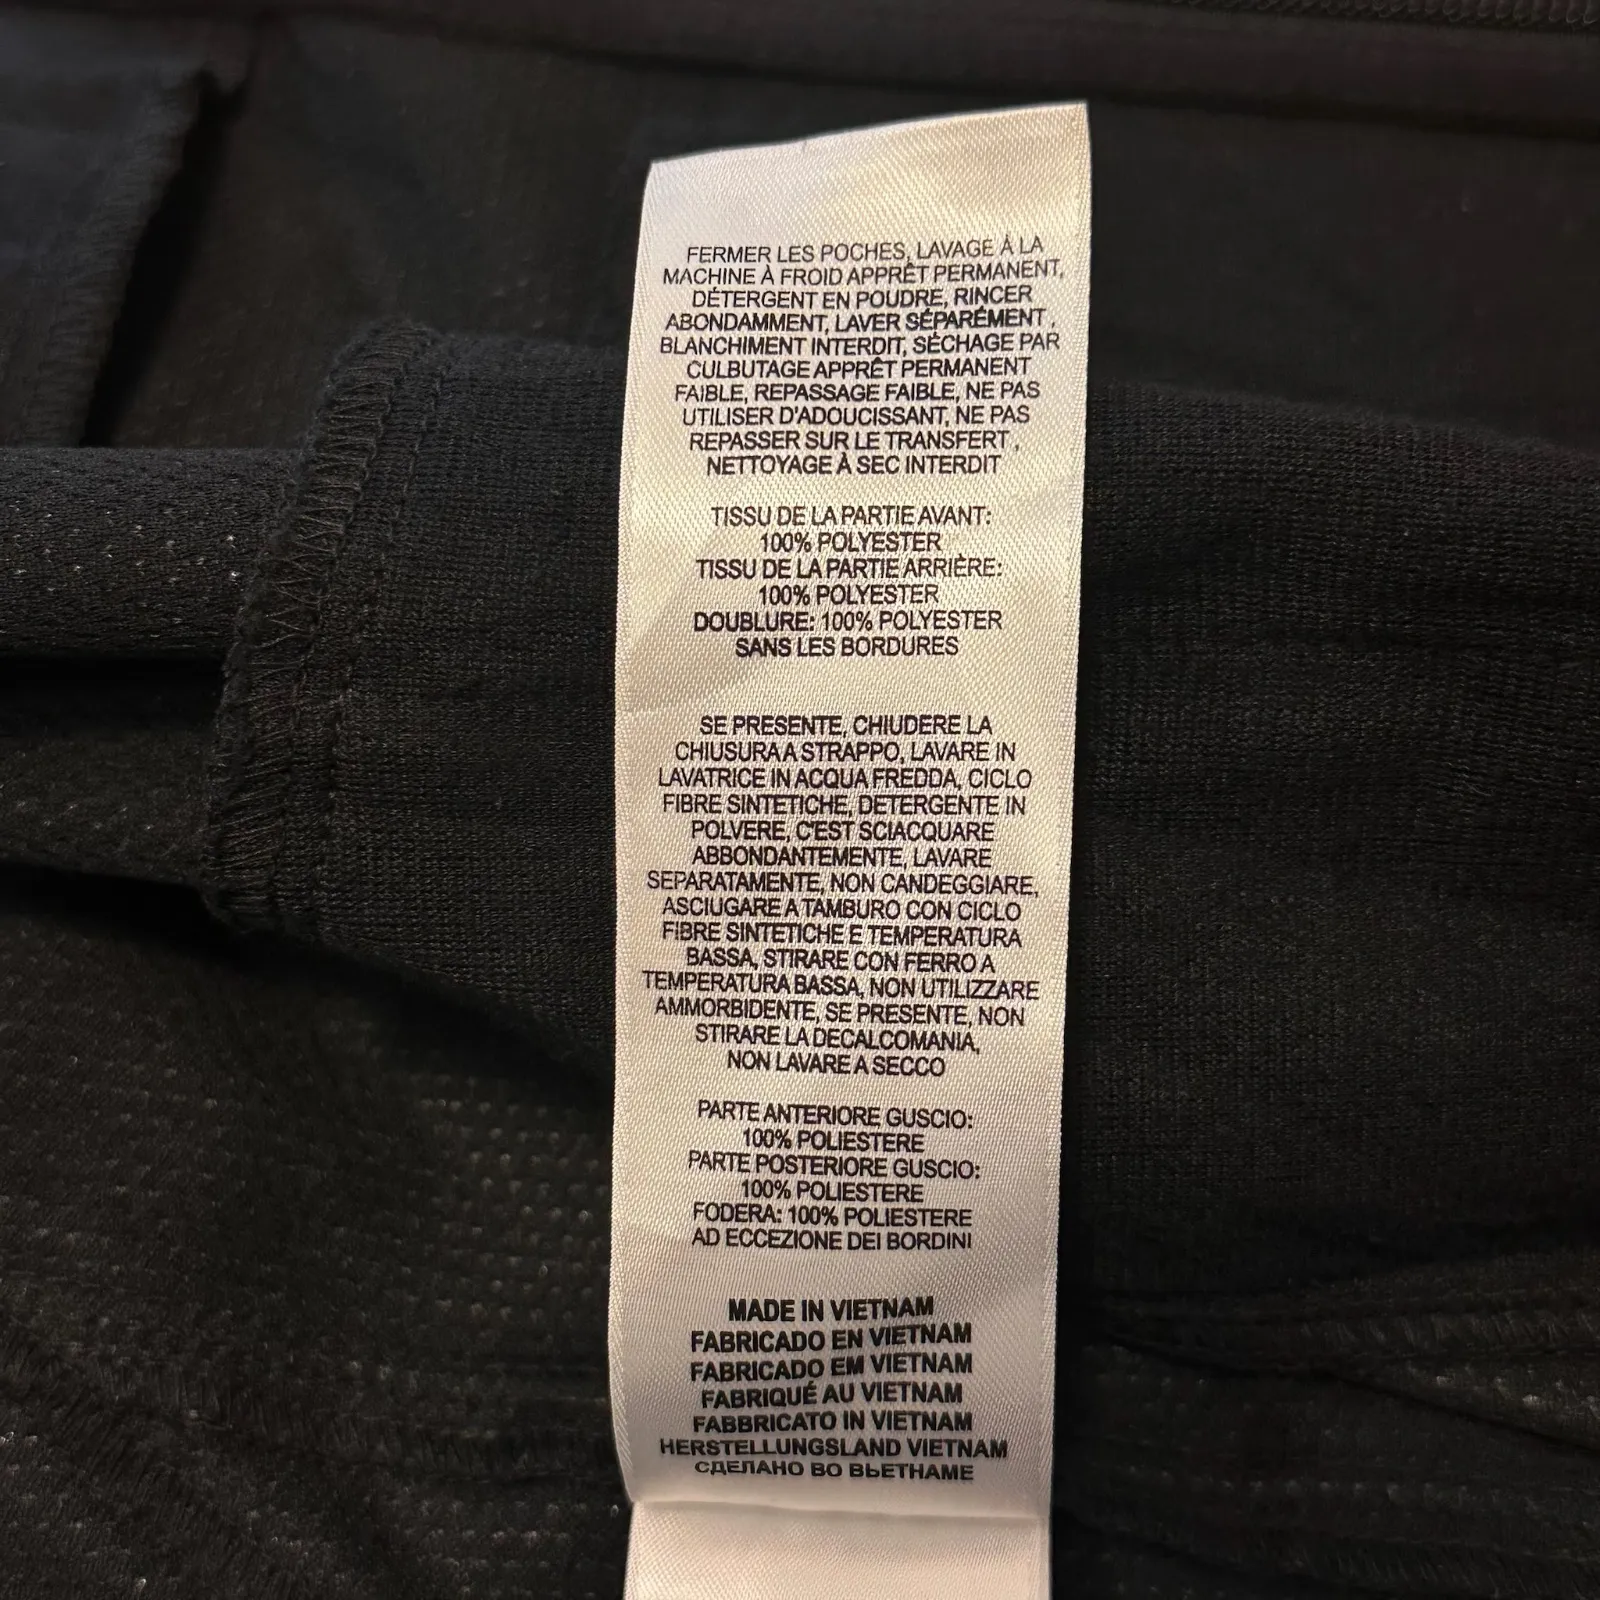 FERMER LES POCHES, LAVAGE À LA
MACHINE À FROID APPRÊT PERMANENT,
DÉTERGENT EN POUDRE, RINCER
ABONDAMMENT, LAVER SÉPARÉMENT ,
BLANCHIMENT INTERDIT, SÉCHAGE PAR
CULBUTAGE APPRÊT PERMANENT
FAIBLE, REPASSAGE FAIBLE, NE PAS
UTILISER D'ADOUCISSANT, NE PAS
REPASSER SUR LE TRANSFERT ,
NETTOYAGE À SEC INTERDIT
TISSU DE LA PARTIE AVANT:
100% POLYESTER
TISSU DE LA PARTIE ARRIÈRE:
100% POLYESTER
DOUBLURE: 100% POLYESTER
SANS LES BORDURES
SE PRESENTE, CHIUDERE LA
CHIUSURA A STRAPPO, LAVARE IN
LAVATRICE IN ACQUA FREDDA, CICLO
FIBRE SINTETICHE, DETERGENTE IN
POLVERE, C'EST SCIACQUARE
ABBONDANTEMENTE, LAVARE
SEPARATAMENTE, NON CANDEGGIARE,
ASCIUGARE A TAMBURO CON CICLO
FIBRE SINTETICHE E TEMPERATURA
BASSA, STIRARE CON FERRO A
TEMPERATURA BASSA, NON UTILIZZARE
AMMORBIDENTE, SE PRESENTE, NON
STIRARE LA DECALCOMANIA,
NON LAVARE A SECCO
PARTE ANTERIORE GUSCIO:
100% POLIESTERE
PARTE POSTERIORE GUSCIO:
100% POLIESTERE
FODERA: 100% POLIESTERE
AD ECCEZIONE DEI BORDINI
MADE IN VIETNAM
FABRICADO EN VIETNAM
FABRICADO EM VIETNAM
FABRIQUÉ AU VIETNAM
FABBRICATO IN VIETNAM
HERSTELLUNGSLAND VIETNAM
СДЕЛАНО ВО ВЬЕТНАМЕ